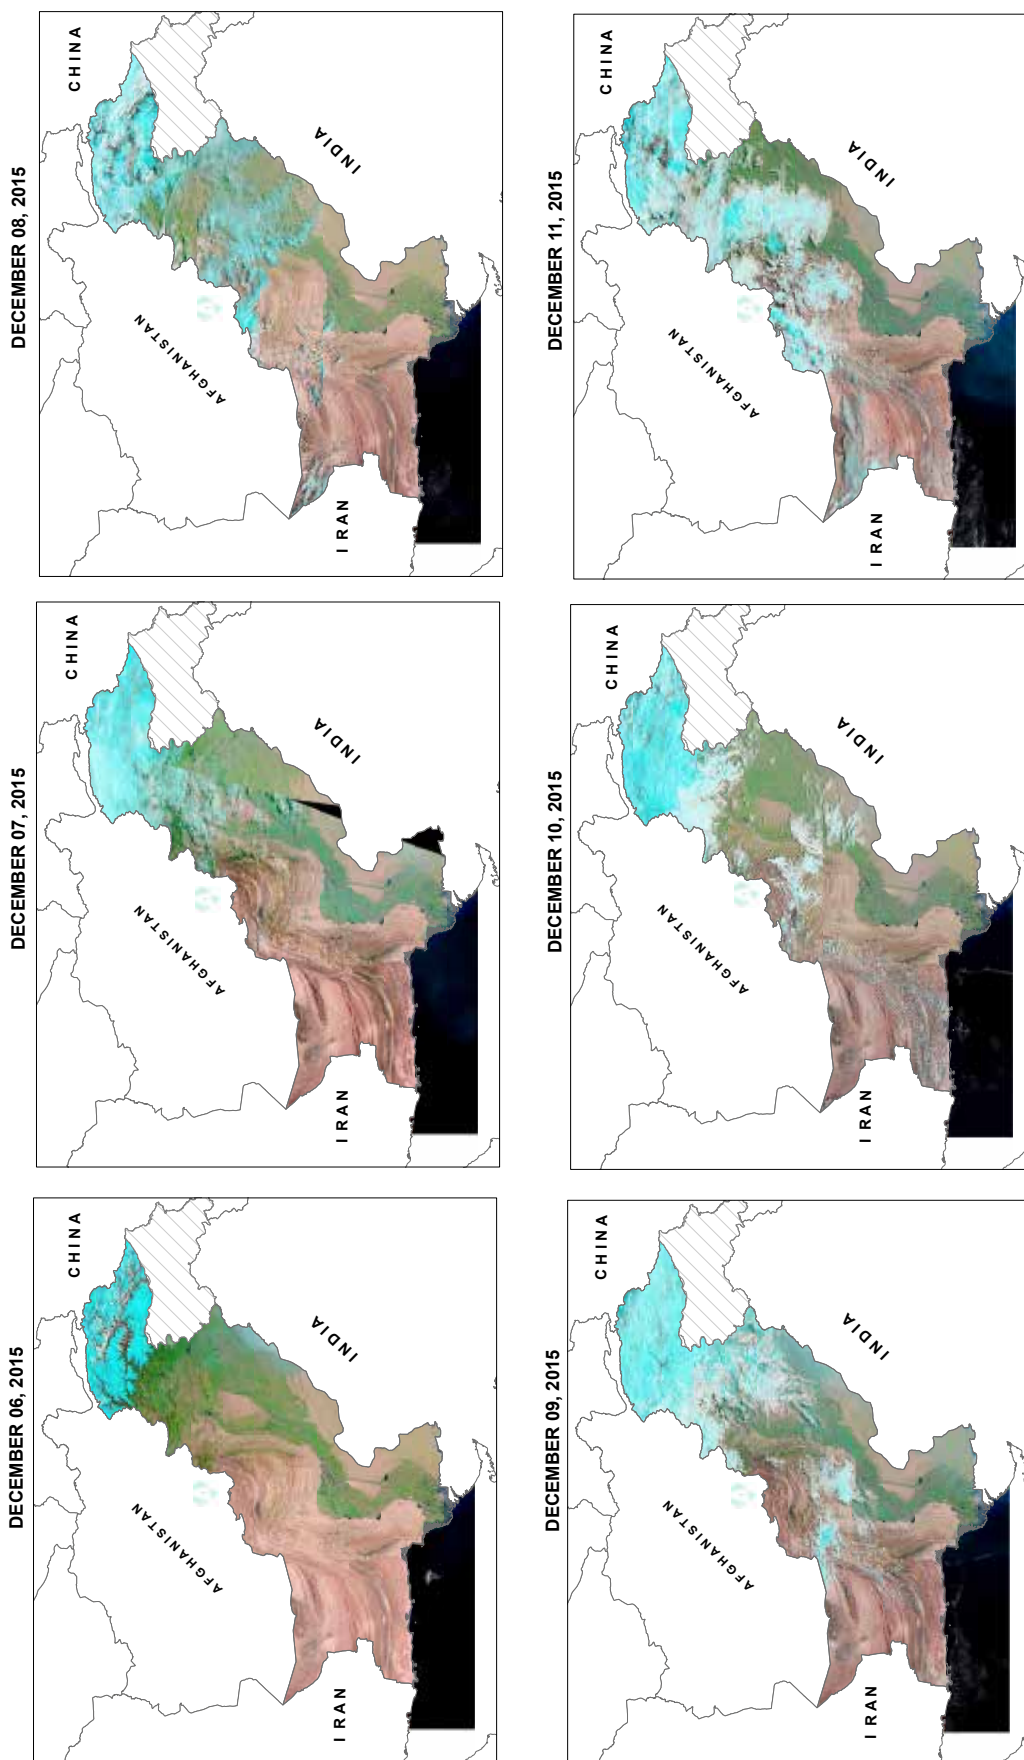 DECEMBER 06, 2015
CHINA
AFGHANISTAN
INDIA
IRAN
DECEMBER 07, 2015
CHINA
AFGHANISTAN
INDIA
IRAN
DECEMBER 08, 2015
CHINA
AFGHANISTAN
INDIA
IRAN
DECEMBER 09, 2015
CHINA
AFGHANISTAN
INDIA
IRAN
DECEMBER 10, 2015
CHINA
AFGHANISTAN
INDIA
IRAN
DECEMBER 11, 2015
CHINA
AFGHANISTAN
INDIA
IRAN